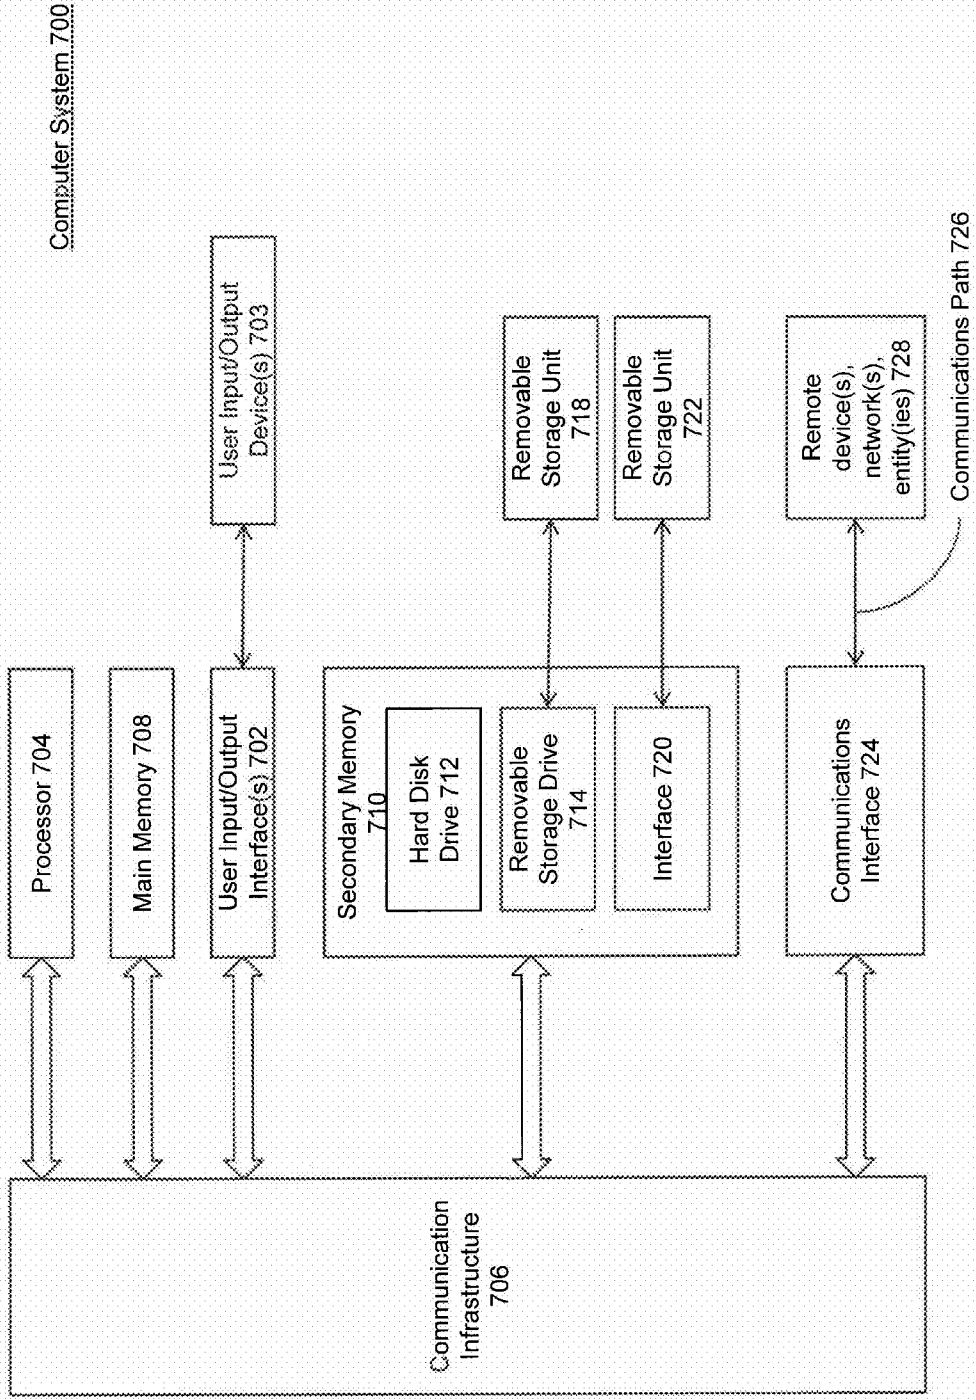 Computer System 700
Processor 704
Main Memory 708
User Input/Output
Interface(s) 702
User Input/Output
Device(s) 703
Secondary Memory
710
Hard Disk
Drive 712
Removable
Storage Drive
714
Removable
Storage Unit
718
Interface 720
Removable
Storage Unit
722
Communications
Interface 724
Remote
device(s),
network(s),
entity(ies) 728
Communications Path 726
Communication
Infrastructure
706